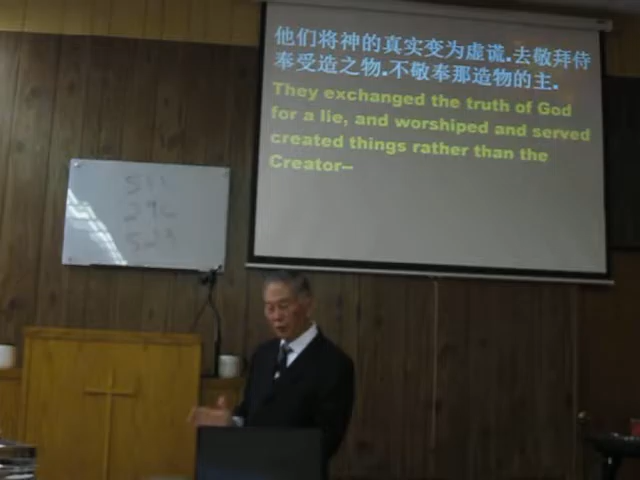 他们将神的真实变为虚谎.去敬拜侍
奉受造之物.不敬奉那造物的主.
They exchanged the truth of God
for a lie, and worshiped and served
created things rather than the
Creator--